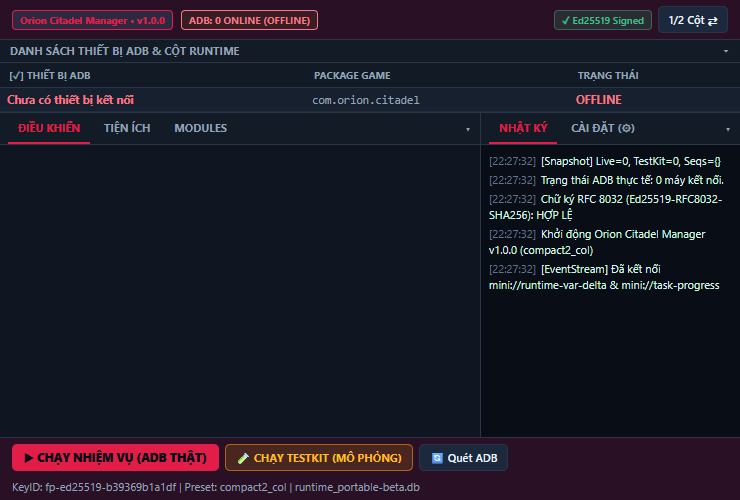 Orion Citadel Manager • v1.0.0 ADB: 0 ONLINE (OFFLINE) ✓ Ed25519 Signed 1/2 Cột ⇄
DANH SÁCH THIẾT BỊ ADB & CỘT RUNTIME
[✓] THIẾT BỊ ADB PACKAGE GAME TRẠNG THÁI
Chưa có thiết bị kết nối com.orion.citadel OFFLINE
ĐIỀU KHIỂN TIỆN ÍCH MODULES
NHẬT KÝ CÀI ĐẶT (⚙)
[22:27:32] [Snapshot] Live=0, TestKit=0, Seqs={}
[22:27:32] Trạng thái ADB thực tế: 0 máy kết nối.
[22:27:32] Chữ ký RFC 8032 (Ed25519-RFC8032-
SHA256): HỢP LỆ
[22:27:32] Khởi động Orion Citadel Manager
v1.0.0 (compact2_col)
[22:27:32] [EventStream] Đã kết nối
mini://runtime-var-delta & mini://task-progress
▶ CHẠY NHIỆM VỤ (ADB THẬT) 🧪 CHẠY TESTKIT (MÔ PHỎNG) 🔄 Quét ADB
KeyID: fp-ed25519-b39369b1a1df | Preset: compact2_col | runtime_portable-beta.db